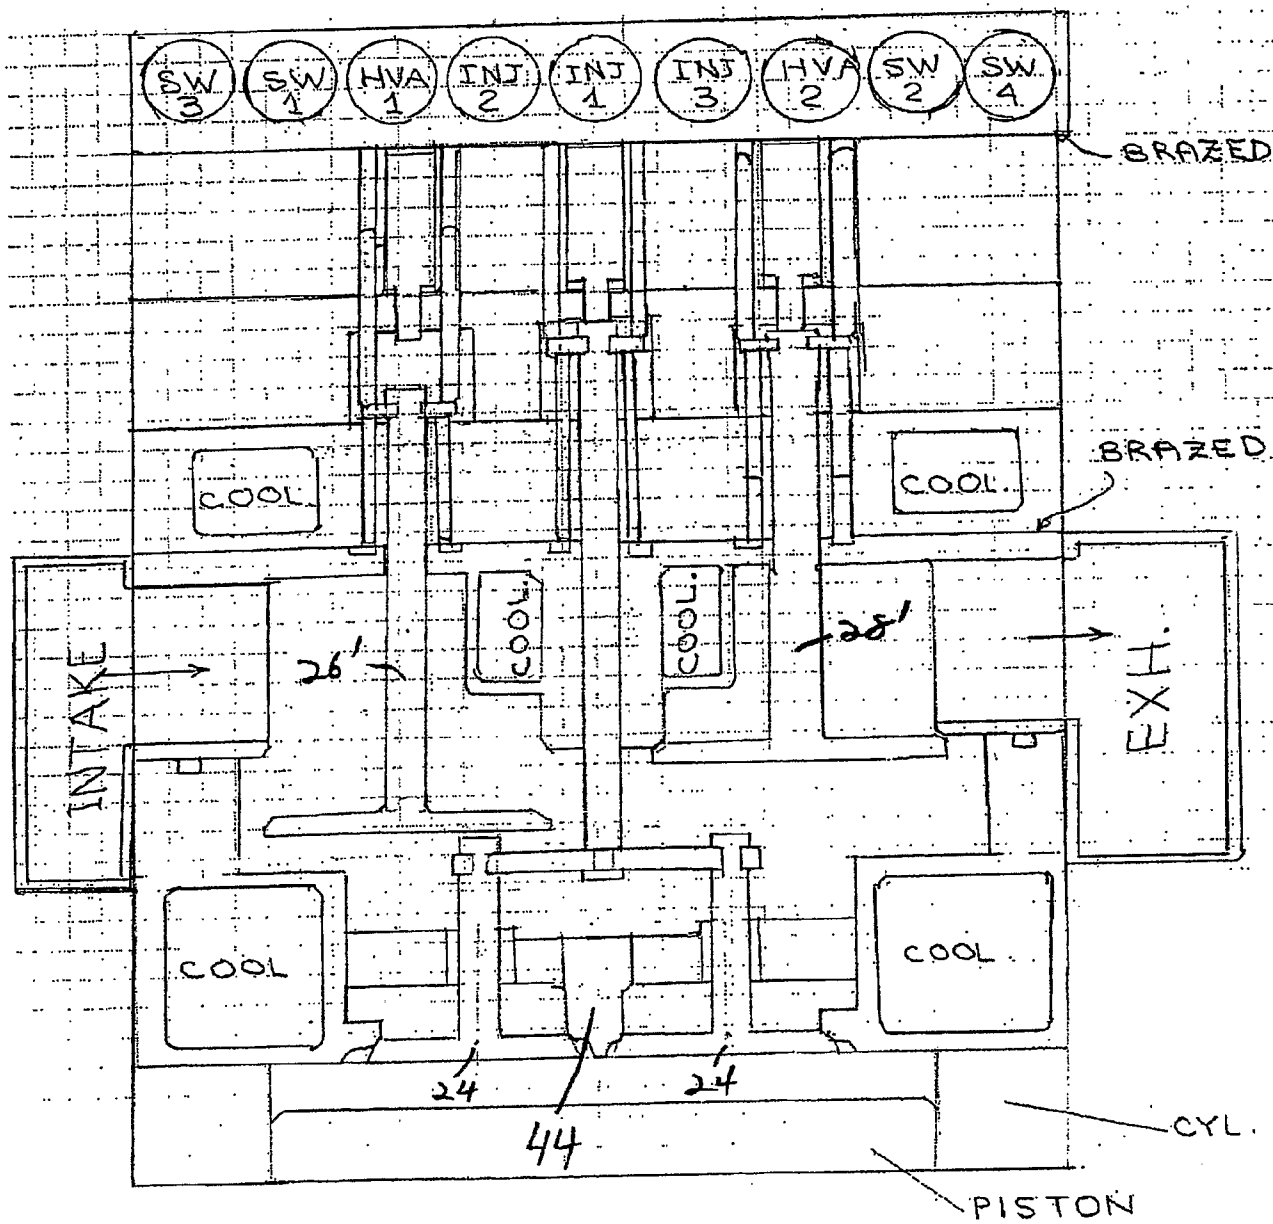 SW 3
SW 1
HVA 1
INJ 2
INJ 1
INJ 3
HVA 2
SW 2
SW 4
BRAZED
BRAZED
COOL.
COOL.
INTAKE
26'
COOL.
COOL.
28'
EXH.
COOL
COOL.
24
44
24
CYL.
PISTON